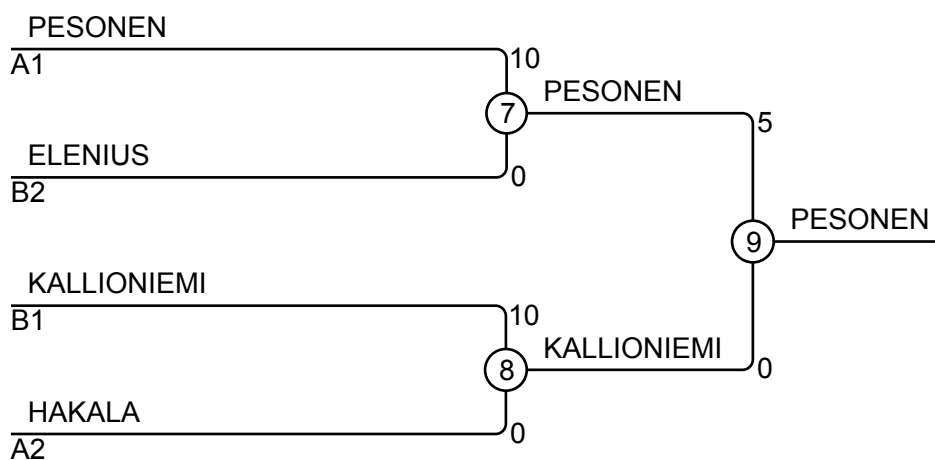 PESONEN
A1
10
7
PESONEN
5
ELENIUS
B2
0
9
PESONEN
KALLIONIEMI
B1
10
8
KALLIONIEMI
0
HAKALA
A2
0